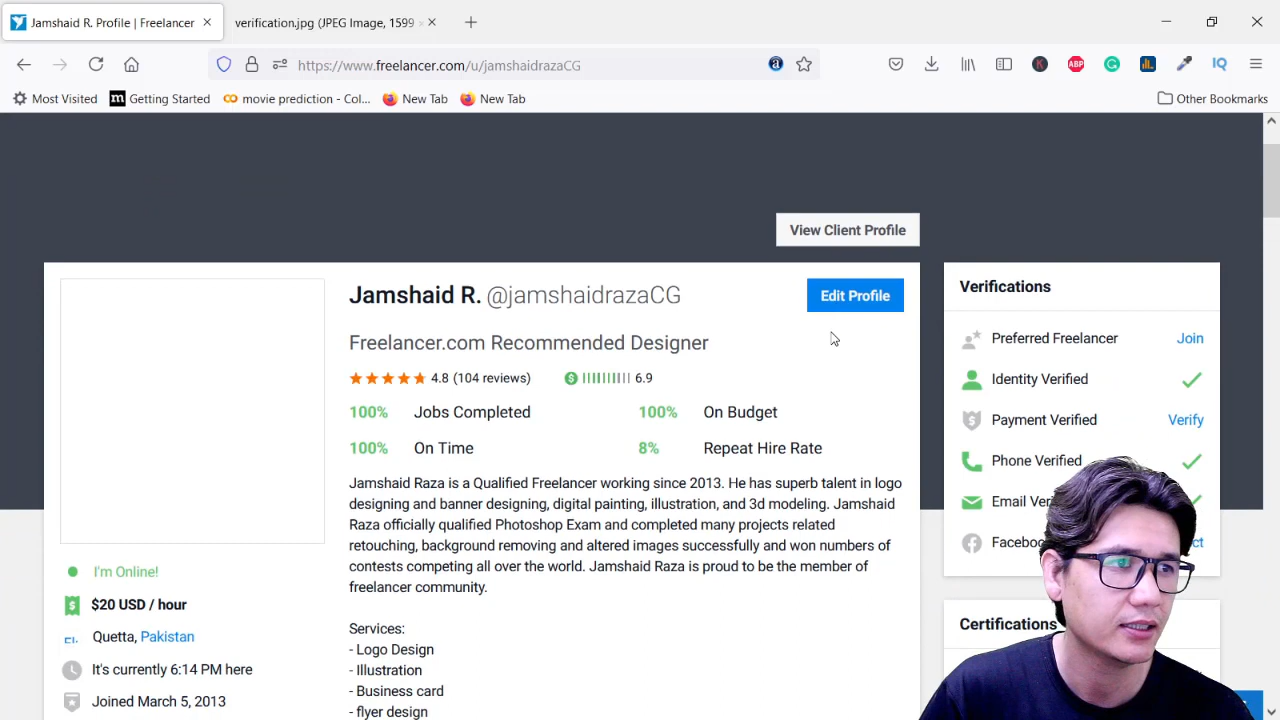 Jamshaid R. Profile | Freelancer
verification.jpg (JPEG Image, 1599
https://www.freelancer.com/u/jamshaidrazaCG
Most Visited
Getting Started
movie prediction - Col...
New Tab
New Tab
Other Bookmarks
View Client Profile
Jamshaid R. @jamshaidrazaCG
Edit Profile
Freelancer.com Recommended Designer
4.8 (104 reviews)
6.9
100% Jobs Completed
100% On Budget
100% On Time
8% Repeat Hire Rate
Jamshaid Raza is a Qualified Freelancer working since 2013. He has superb talent in logo
designing and banner designing, digital painting, illustration, and 3d modeling. Jamshaid
Raza officially qualified Photoshop Exam and completed many projects related
retouching, background removing and altered images successfully and won numbers of
contests competing all over the world. Jamshaid Raza is proud to be the member of
freelancer community.
Services:
- Logo Design
- Illustration
- Business card
- flyer design
I'm Online!
$20 USD / hour
Quetta, Pakistan
It's currently 6:14 PM here
Joined March 5, 2013
Verifications
Preferred Freelancer Join
Identity Verified
Payment Verified Verify
Phone Verified
Email
Certifications